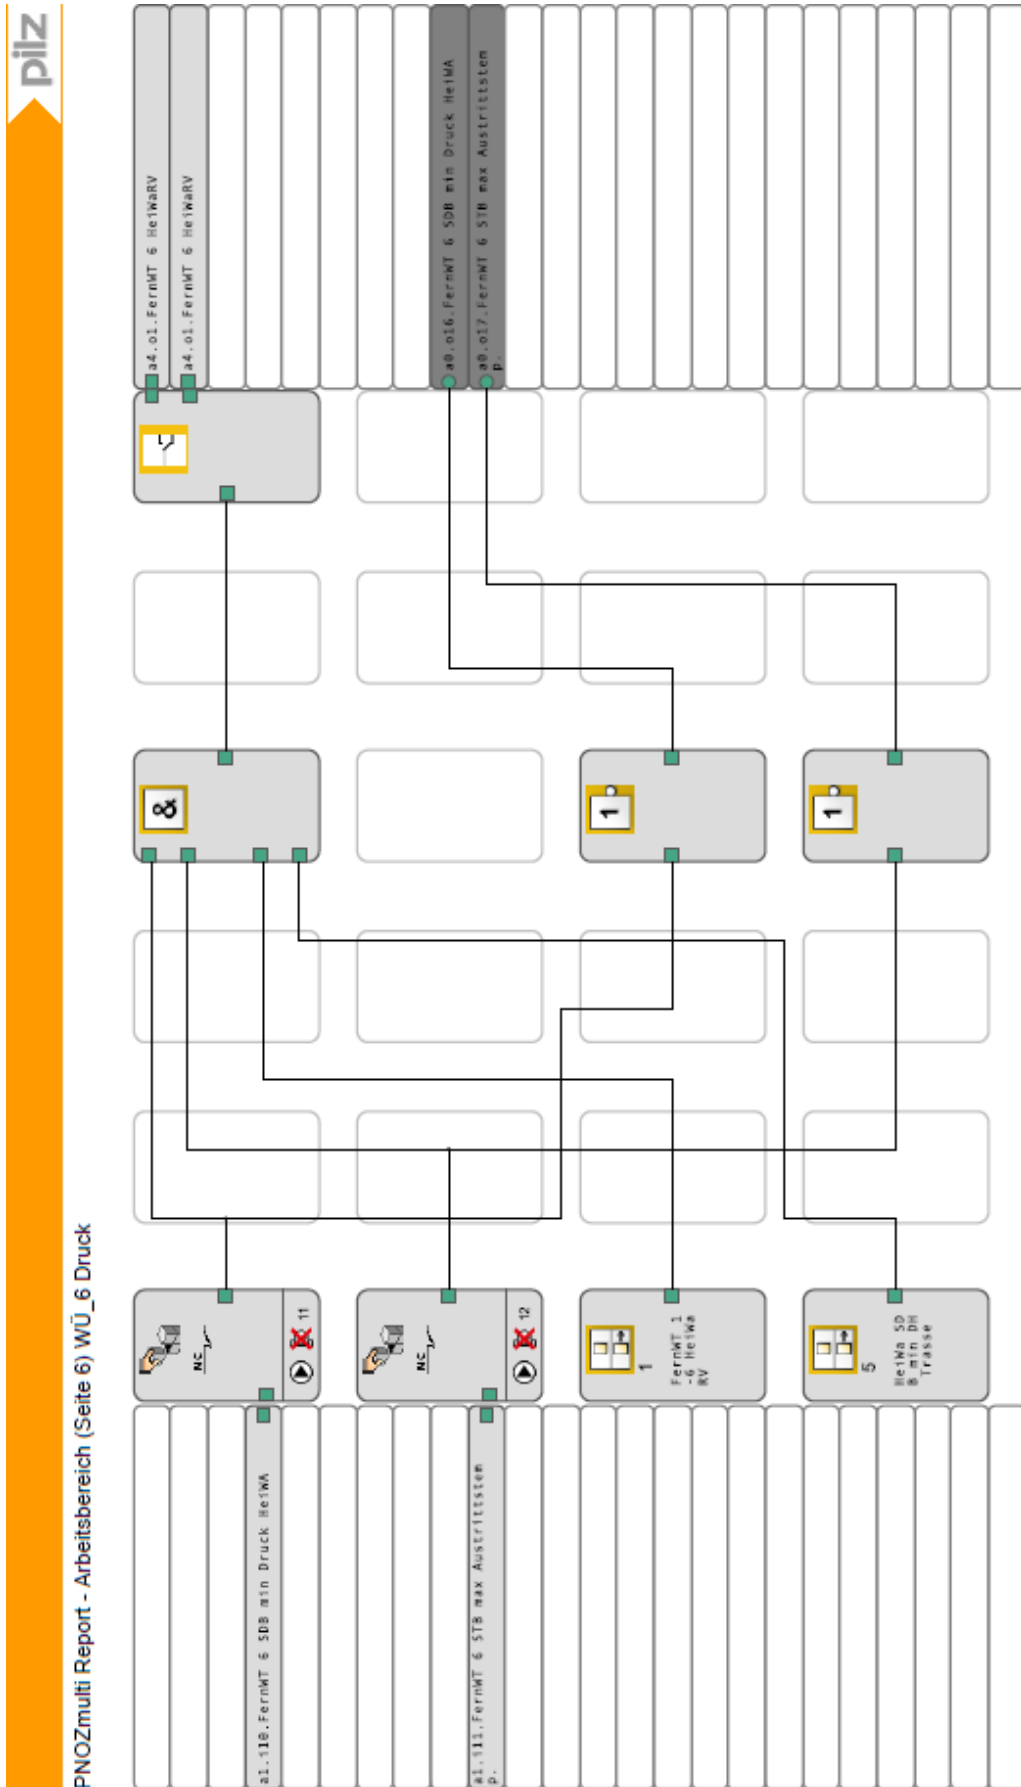 pilz
PNOZmulti Report - Arbeitsbereich (Seite 6) WÜ_6 Druck
a1.i10.FernWT 6 SDB min Druck HeiWA
NC
11
&
a4.o1.FernWT 6 HeiWaRV
a4.o1.FernWT 6 HeiWaRV
a1.i11.FernWT 6 STB max Austrittstem
p.
NC
12
a0.o16.FernWT 6 SDB min Druck HeiWA
a0.o17.FernWT 6 STB max Austrittstem
p.
1
FernWT 1
-6 HeiWa
RV
1
5
HeiWa SD
B min DH
Trasse
1